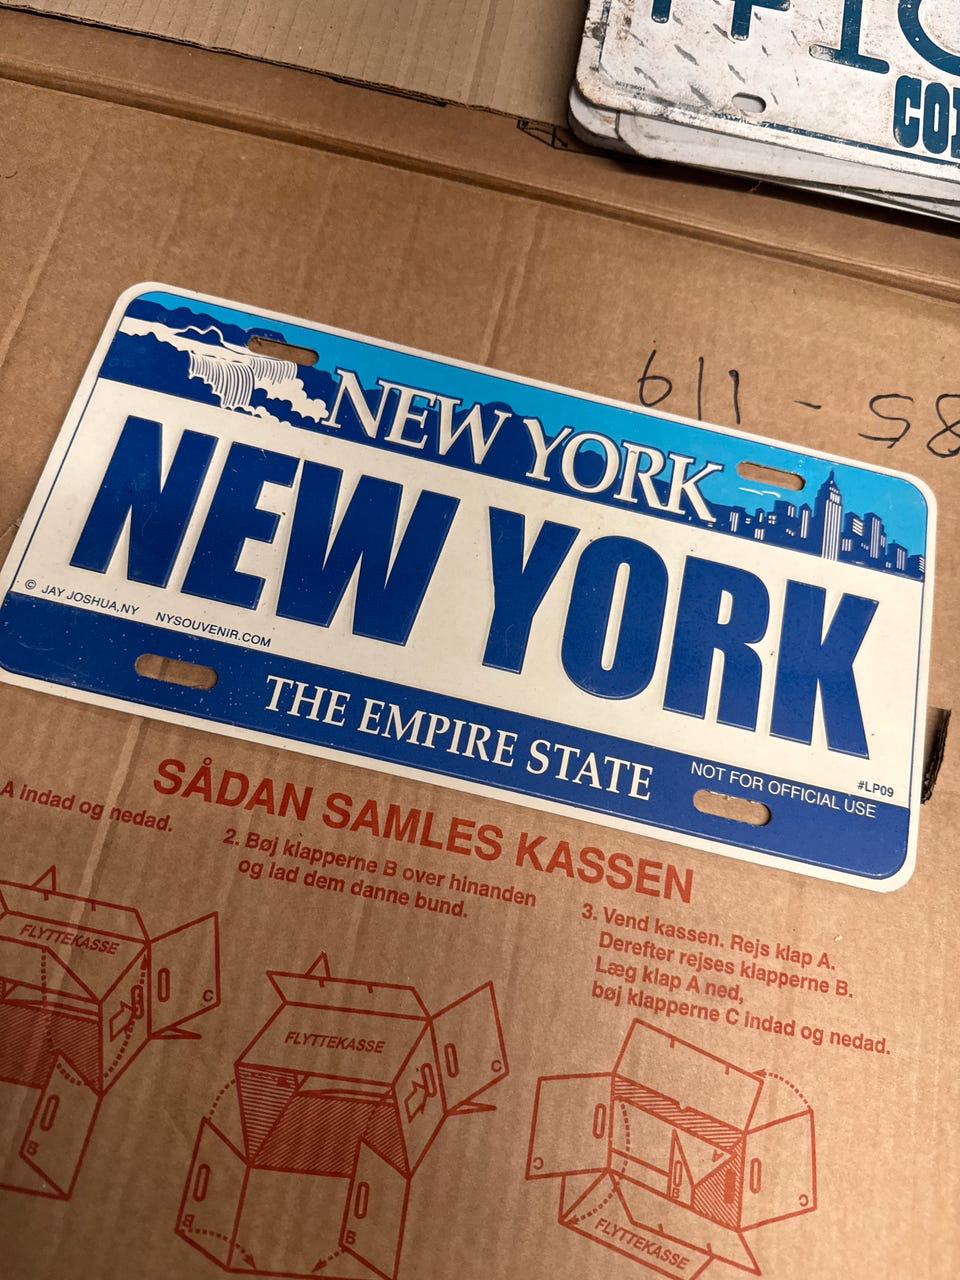 COL
611 - 58
NEW YORK
NEW YORK
© JAY JOSHUA,NY NYSOUVENIR.COM
THE EMPIRE STATE
NOT FOR OFFICIAL USE
#LP09
SÅDAN SAMLES KASSEN
A indad og nedad.
2. Bøj klapperne B over hinanden
og lad dem danne bund.
3. Vend kassen. Rejs klap A.
Derefter rejses klapperne B.
Læg klap A ned,
bøj klapperne C indad og nedad.
FLYTTEKASSE
C
B
B
FLYTTEKASSE
C
B
B
A
C
B
C
FLYTTEKASSE